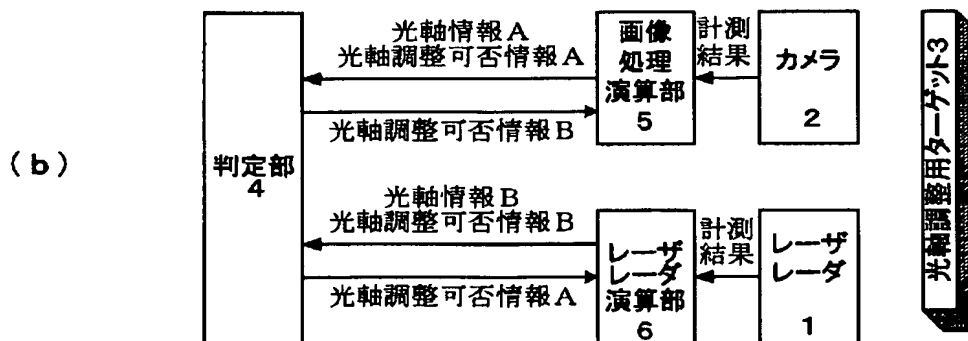 (b)
判定部
4
光軸情報A
光軸調整可否情報A
光軸調整可否情報B
画像
処理
演算部
5
計測
結果
カメラ
2
光軸情報B
光軸調整可否情報B
光軸調整可否情報A
レーザ
レーダ
演算部
6
計測
結果
レーザ
レーダ
1
光軸調整用ターゲット3